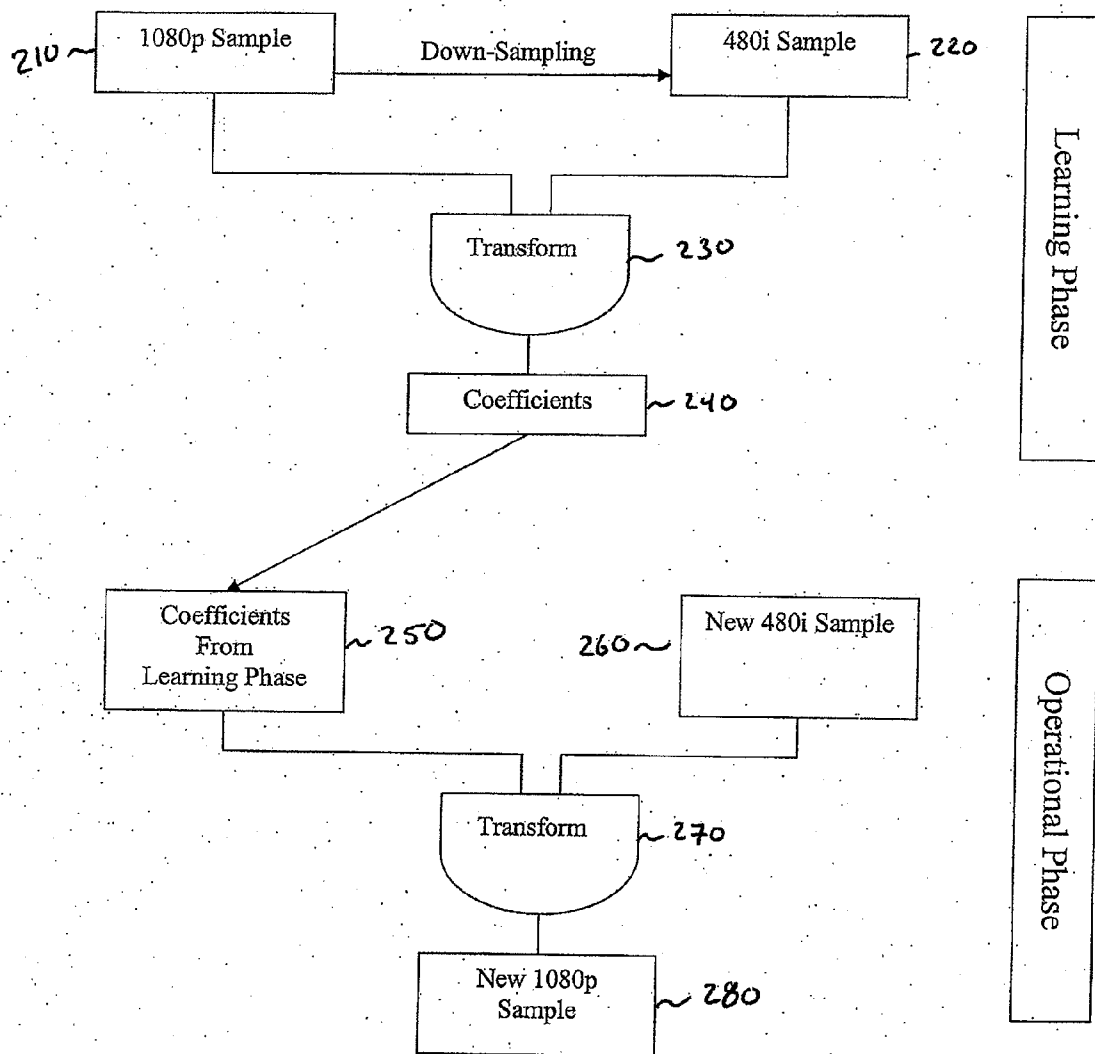 210
1080p Sample
Down-Sampling
480i Sample
220
Learning Phase
Transform
230
Coefficients
240
Coefficients
From
Learning Phase
250
260
New 480i Sample
Operational Phase
Transform
270
New 1080p
Sample
280